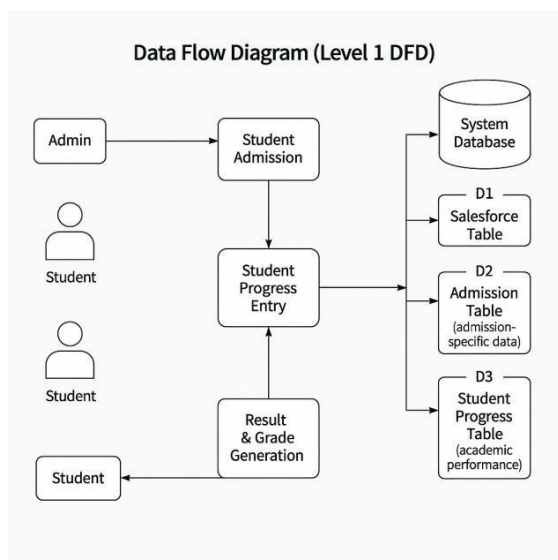 Data Flow Diagram (Level 1 DFD)
Admin
Student
Admission
System
Database
D1
Salesforce
Table
Student
Student
Progress
Entry
D2
Admission
Table
(admission-
specific data)
Student
D3
Student
Progress
Table
(academic
performance)
Result
& Grade
Generation
Student